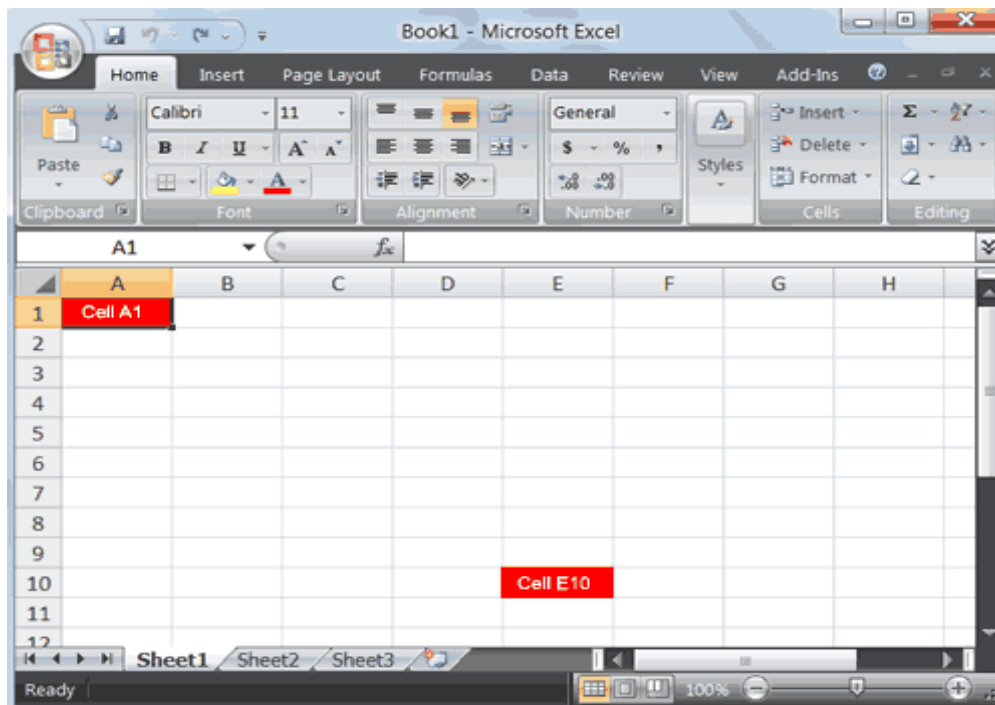 Book1 - Microsoft Excel
Home Insert Page Layout Formulas Data Review View Add-Ins
Calibri 11 General Σ Insert
B I U A A $ % , Delete
Paste A Styles Format
Clipboard Font Alignment Number Cells Editing
A1 fx
A B C D E F G H
1 Cell A1
2
3
4
5
6
7
8
9
10 Cell E10
11
12
Sheet1 Sheet2 Sheet3
Ready 100%